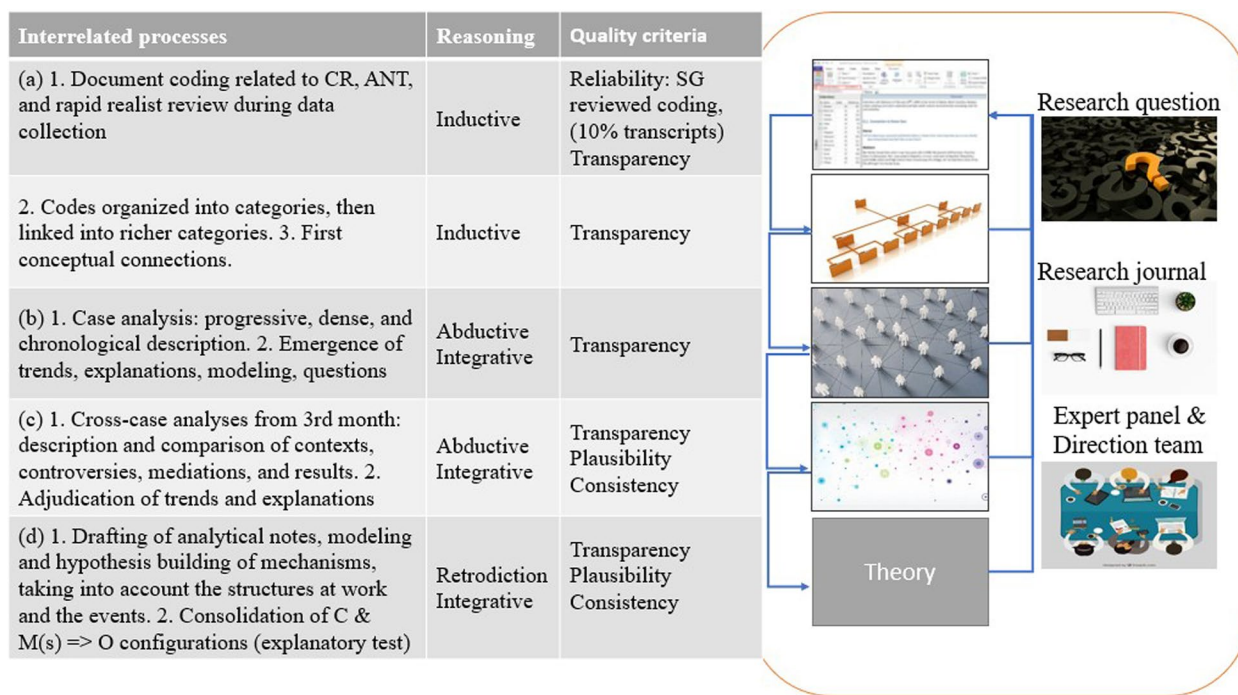 Interrelated processes
Reasoning
Quality criteria
(a) 1. Document coding related to CR, ANT,
and rapid realist review during data
collection
Inductive
Reliability: SG
reviewed coding,
(10% transcripts)
Transparency
2. Codes organized into categories, then
linked into richer categories. 3. First
conceptual connections.
Inductive
Transparency
(b) 1. Case analysis: progressive, dense, and
chronological description. 2. Emergence of
trends, explanations, modeling, questions
Abductive
Integrative
Transparency
(c) 1. Cross-case analyses from 3rd month:
description and comparison of contexts,
controversies, mediations, and results. 2.
Adjudication of trends and explanations
Abductive
Integrative
Transparency
Plausibility
Consistency
(d) 1. Drafting of analytical notes, modeling
and hypothesis building of mechanisms,
taking into account the structures at work
and the events. 2. Consolidation of C &
M(s) => O configurations (explanatory test)
Retrodiction
Integrative
Transparency
Plausibility
Consistency
Theory
Research question
Research journal
Expert panel &
Direction team